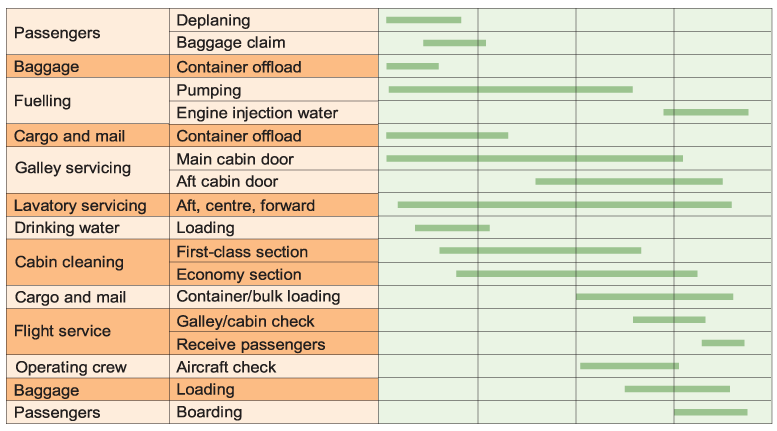 Passengers Deplaning
Baggage claim
Baggage Container offload
Fuelling Pumping
Engine injection water
Cargo and mail Container offload
Galley servicing Main cabin door
Aft cabin door
Lavatory servicing Aft, centre, forward
Drinking water Loading
Cabin cleaning First-class section
Economy section
Cargo and mail Container/bulk loading
Flight service Galley/cabin check
Receive passengers
Operating crew Aircraft check
Baggage Loading
Passengers Boarding